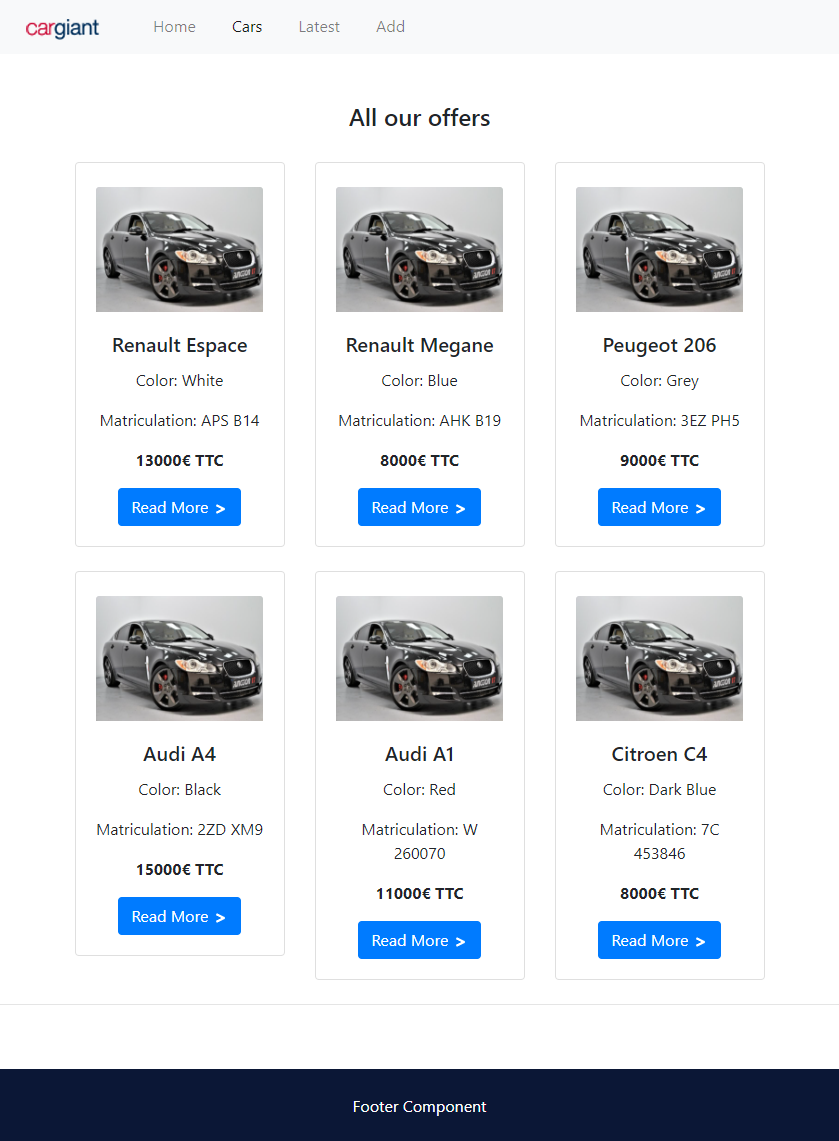 cargiant Home Cars Latest Add
All our offers
Renault Espace
Color: White
Matriculation: APS B14
13000€ TTC
Read More >
Renault Megane
Color: Blue
Matriculation: AHK B19
8000€ TTC
Read More >
Peugeot 206
Color: Grey
Matriculation: 3EZ PH5
9000€ TTC
Read More >
Audi A4
Color: Black
Matriculation: 2ZD XM9
15000€ TTC
Read More >
Audi A1
Color: Red
Matriculation: W
260070
11000€ TTC
Read More >
Citroen C4
Color: Dark Blue
Matriculation: 7C
453846
8000€ TTC
Read More >
Footer Component